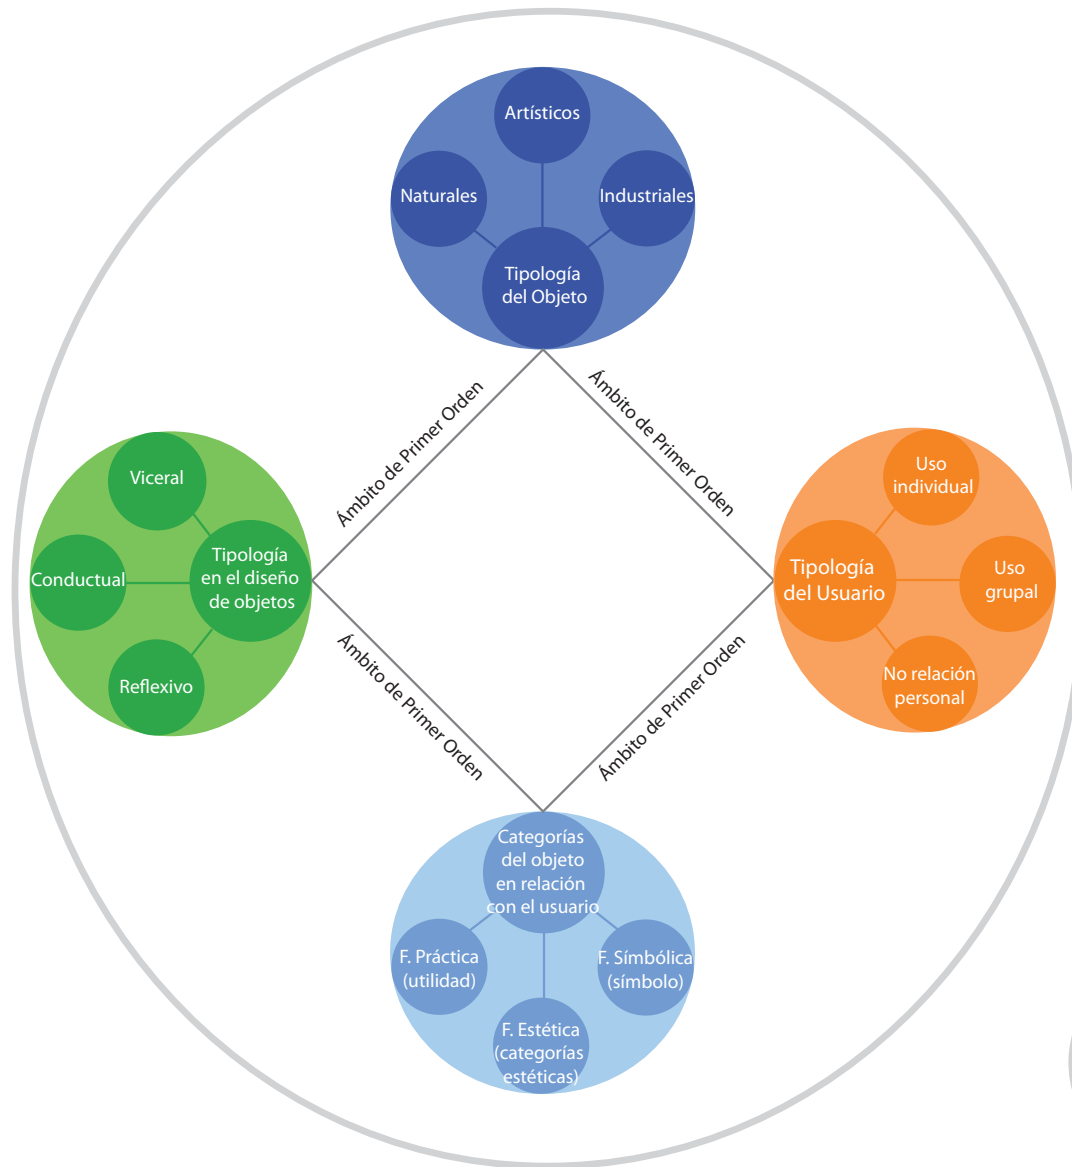 Artísticos
Naturales
Industriales
Tipología
del Objeto
Ámbito de Primer Orden
Ámbito de Primer Orden
Viceral
Conductual
Tipología
en el diseño
de objetos
Reflexivo
Uso
individual
Tipología
del Usuario
Uso
grupal
No relación
personal
Ámbito de Primer Orden
Ámbito de Primer Orden
Categorías
del objeto
en relación
con el usuario
F. Práctica
(utilidad)
F. Símbólica
(símbolo)
F. Estética
(categorías
estéticas)